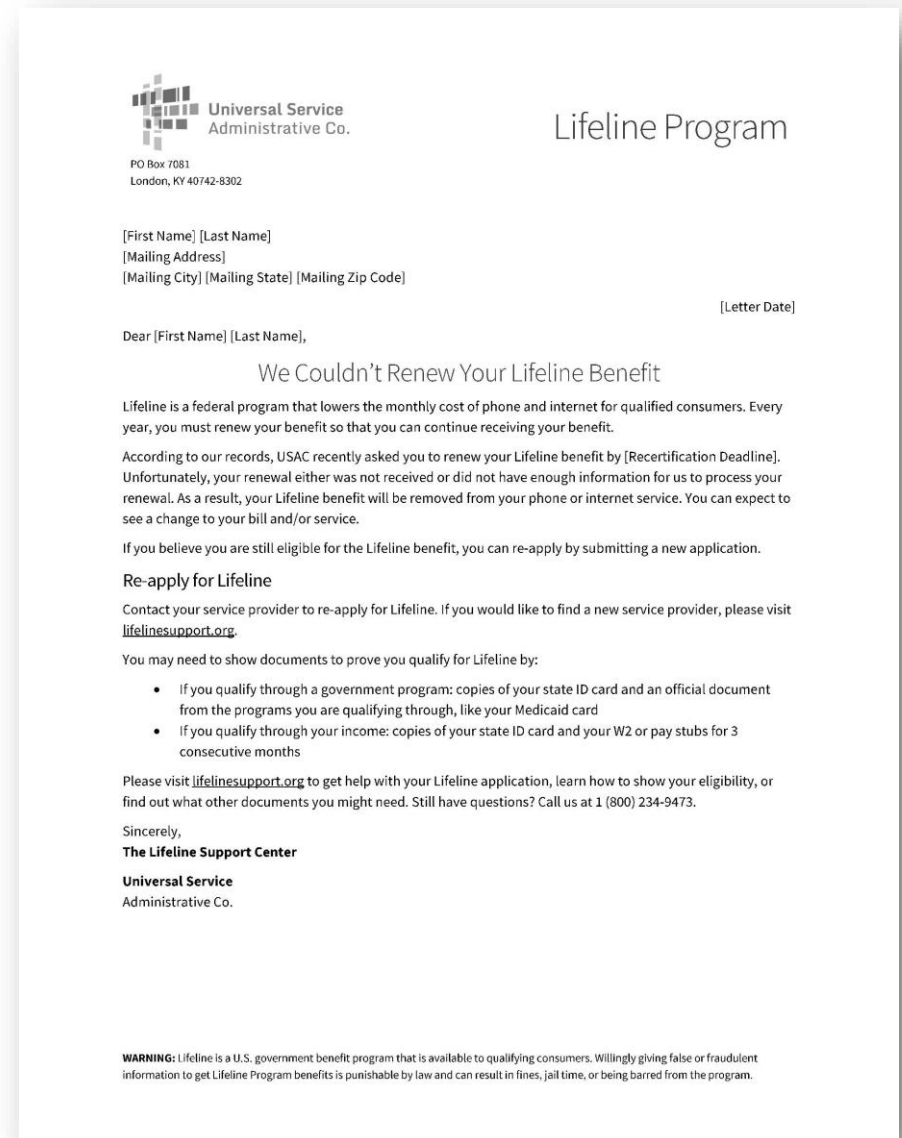 Universal Service
Administrative Co.
Lifeline Program
PO Box 7081
London, KY 40742-8302
[First Name] [Last Name]
[Mailing Address]
[Mailing City] [Mailing State] [Mailing Zip Code]
[Letter Date]
Dear [First Name] [Last Name],
We Couldn't Renew Your Lifeline Benefit
Lifeline is a federal program that lowers the monthly cost of phone and internet for qualified consumers. Every
year, you must renew your benefit so that you can continue receiving your benefit.
According to our records, USAC recently asked you to renew your Lifeline benefit by [Recertification Deadline].
Unfortunately, your renewal either was not received or did not have enough information for us to process your
renewal. As a result, your Lifeline benefit will be removed from your phone or internet service. You can expect to
see a change to your bill and/or service.
If you believe you are still eligible for the Lifeline benefit, you can re-apply by submitting a new application.
Re-apply for Lifeline
Contact your service provider to re-apply for Lifeline. If you would like to find a new service provider, please visit
lifelinesupport.org.
You may need to show documents to prove you qualify for Lifeline by:
• If you qualify through a government program: copies of your state ID card and an official document
from the programs you are qualifying through, like your Medicaid card
• If you qualify through your income: copies of your state ID card and your W2 or pay stubs for 3
consecutive months
Please visit lifelinesupport.org to get help with your Lifeline application, learn how to show your eligibility, or
find out what other documents you might need. Still have questions? Call us at 1 (800) 234-9473.
Sincerely,
The Lifeline Support Center
Universal Service
Administrative Co.
WARNING: Lifeline is a U.S. government benefit program that is available to qualifying consumers. Willingly giving false or fraudulent
information to get Lifeline Program benefits is punishable by law and can result in fines, jail time, or being barred from the program.